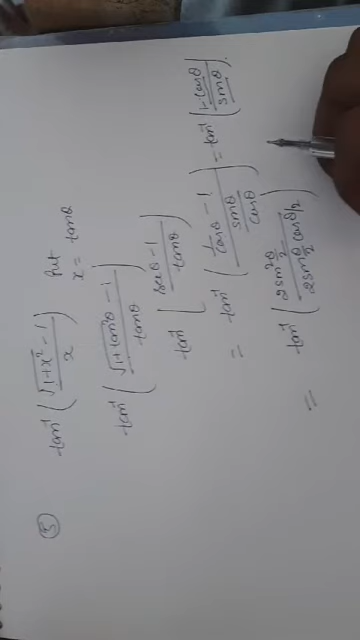 ⑤ tan⁻¹(√(1+x²) - 1 / x) Put x = tanθ
tan⁻¹(√(1+tan²θ) - 1 / tanθ)
tan⁻¹(secθ - 1 / tanθ)
= tan⁻¹(1/cosθ - 1 / sinθ/cosθ) = tan⁻¹(1-cosθ / sinθ).
= tan⁻¹(2sin²θ/2 / 2sinθ/2 cosθ/2)